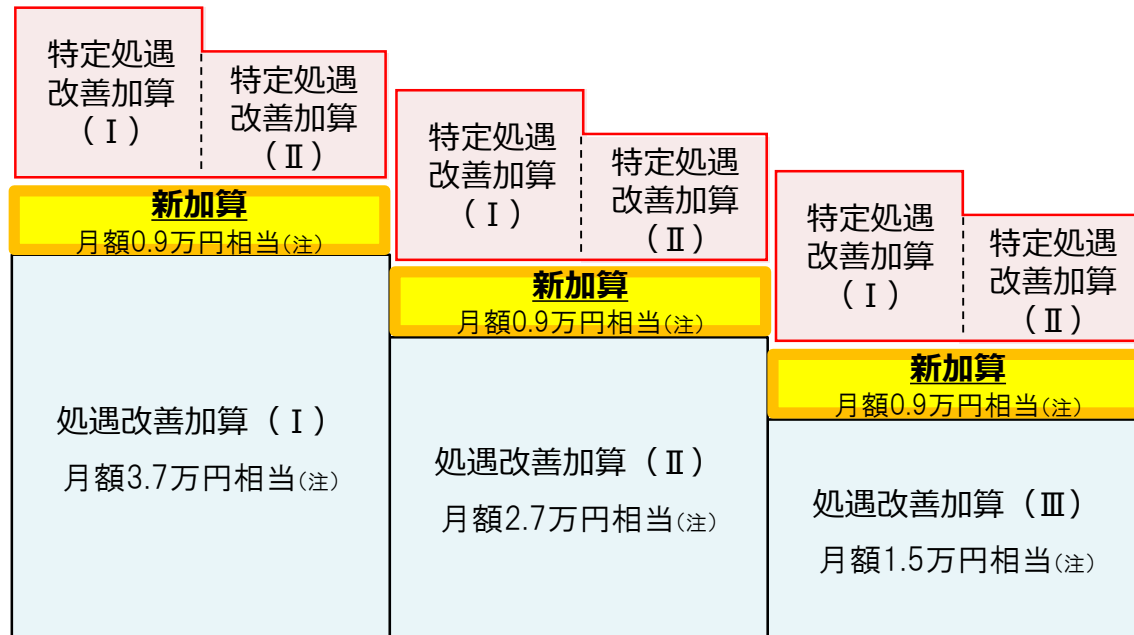 特定処遇
改善加算
（Ⅰ）
特定処遇
改善加算
（Ⅱ）
新加算
月額0.9万円相当(注)
処遇改善加算（Ⅰ）
月額3.7万円相当(注)
特定処遇
改善加算
（Ⅰ）
特定処遇
改善加算
（Ⅱ）
新加算
月額0.9万円相当(注)
処遇改善加算（Ⅱ）
月額2.7万円相当(注)
特定処遇
改善加算
（Ⅰ）
特定処遇
改善加算
（Ⅱ）
新加算
月額0.9万円相当(注)
処遇改善加算（Ⅲ）
月額1.5万円相当(注)